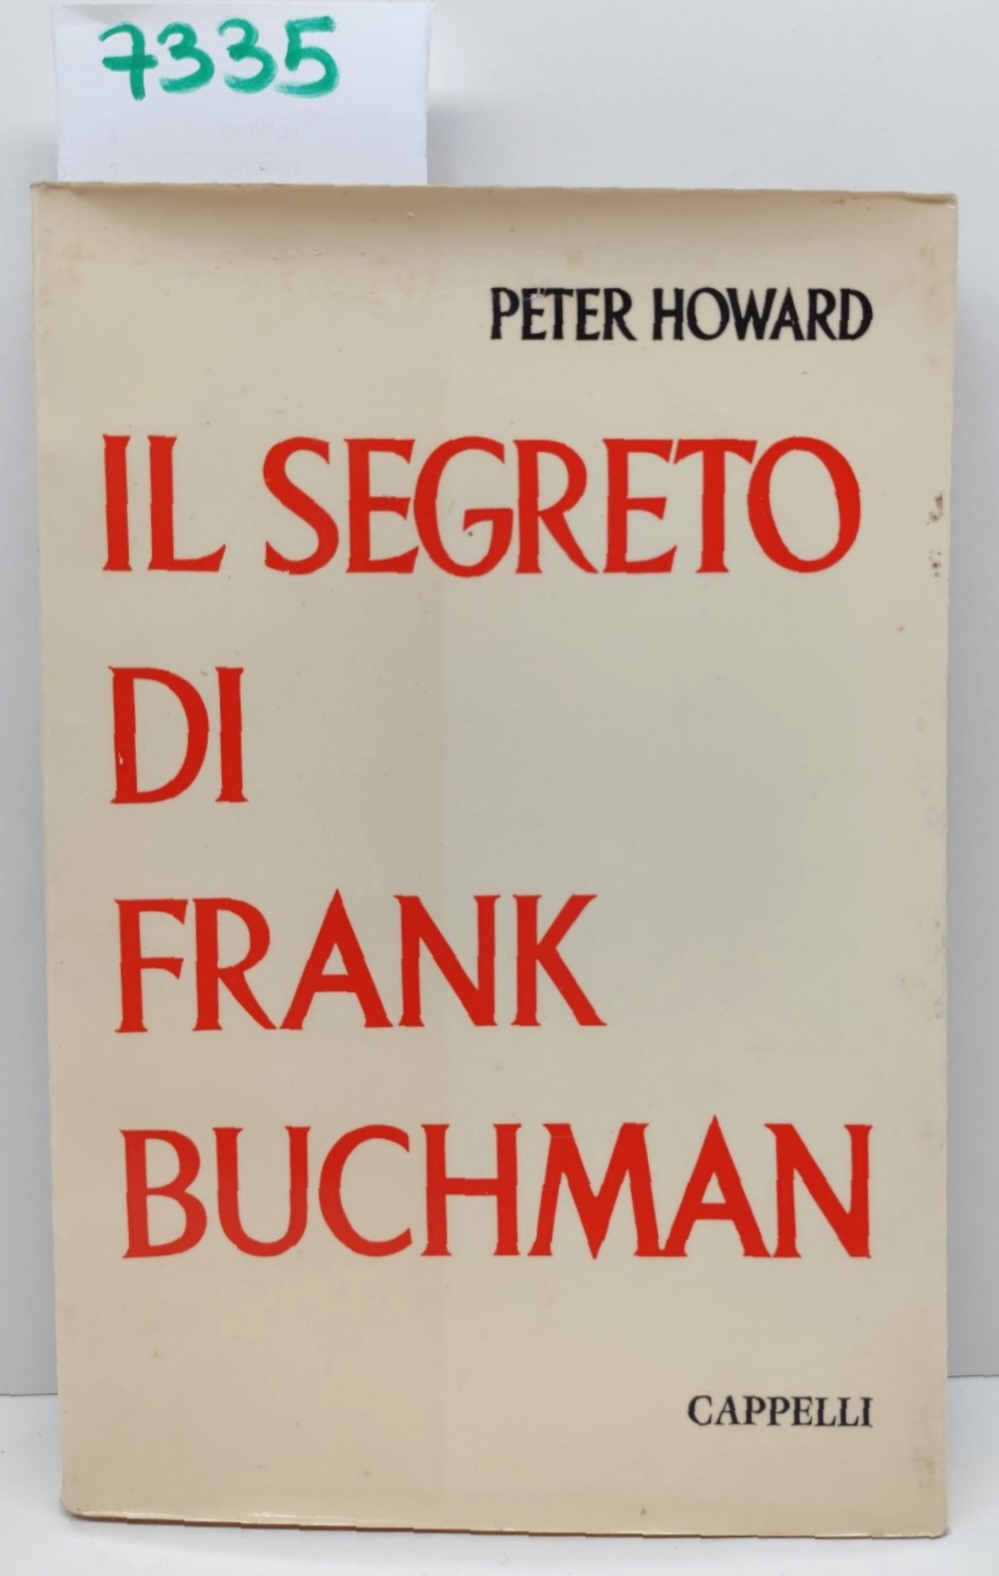 7335
PETER HOWARD
IL SEGRETO
DI
FRANK
BUCHMAN
CAPPELLI